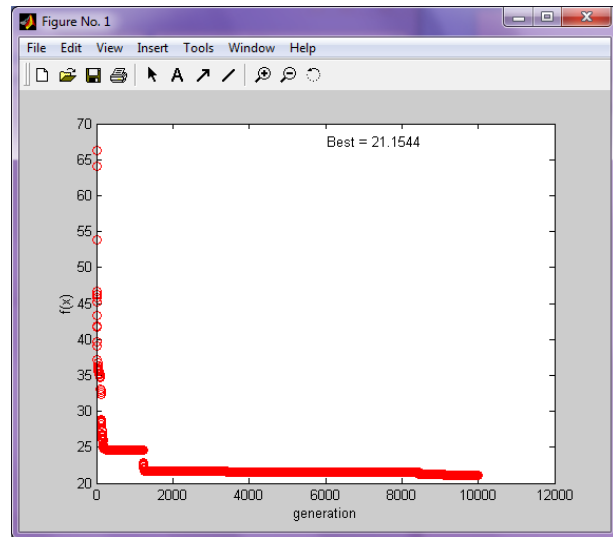 Figure No. 1
File Edit View Insert Tools Window Help
A
Best = 21.1544
70
65
60
55
50
45
40
35
30
25
20
f(x)
0 2000 4000 6000 8000 10000 12000
generation